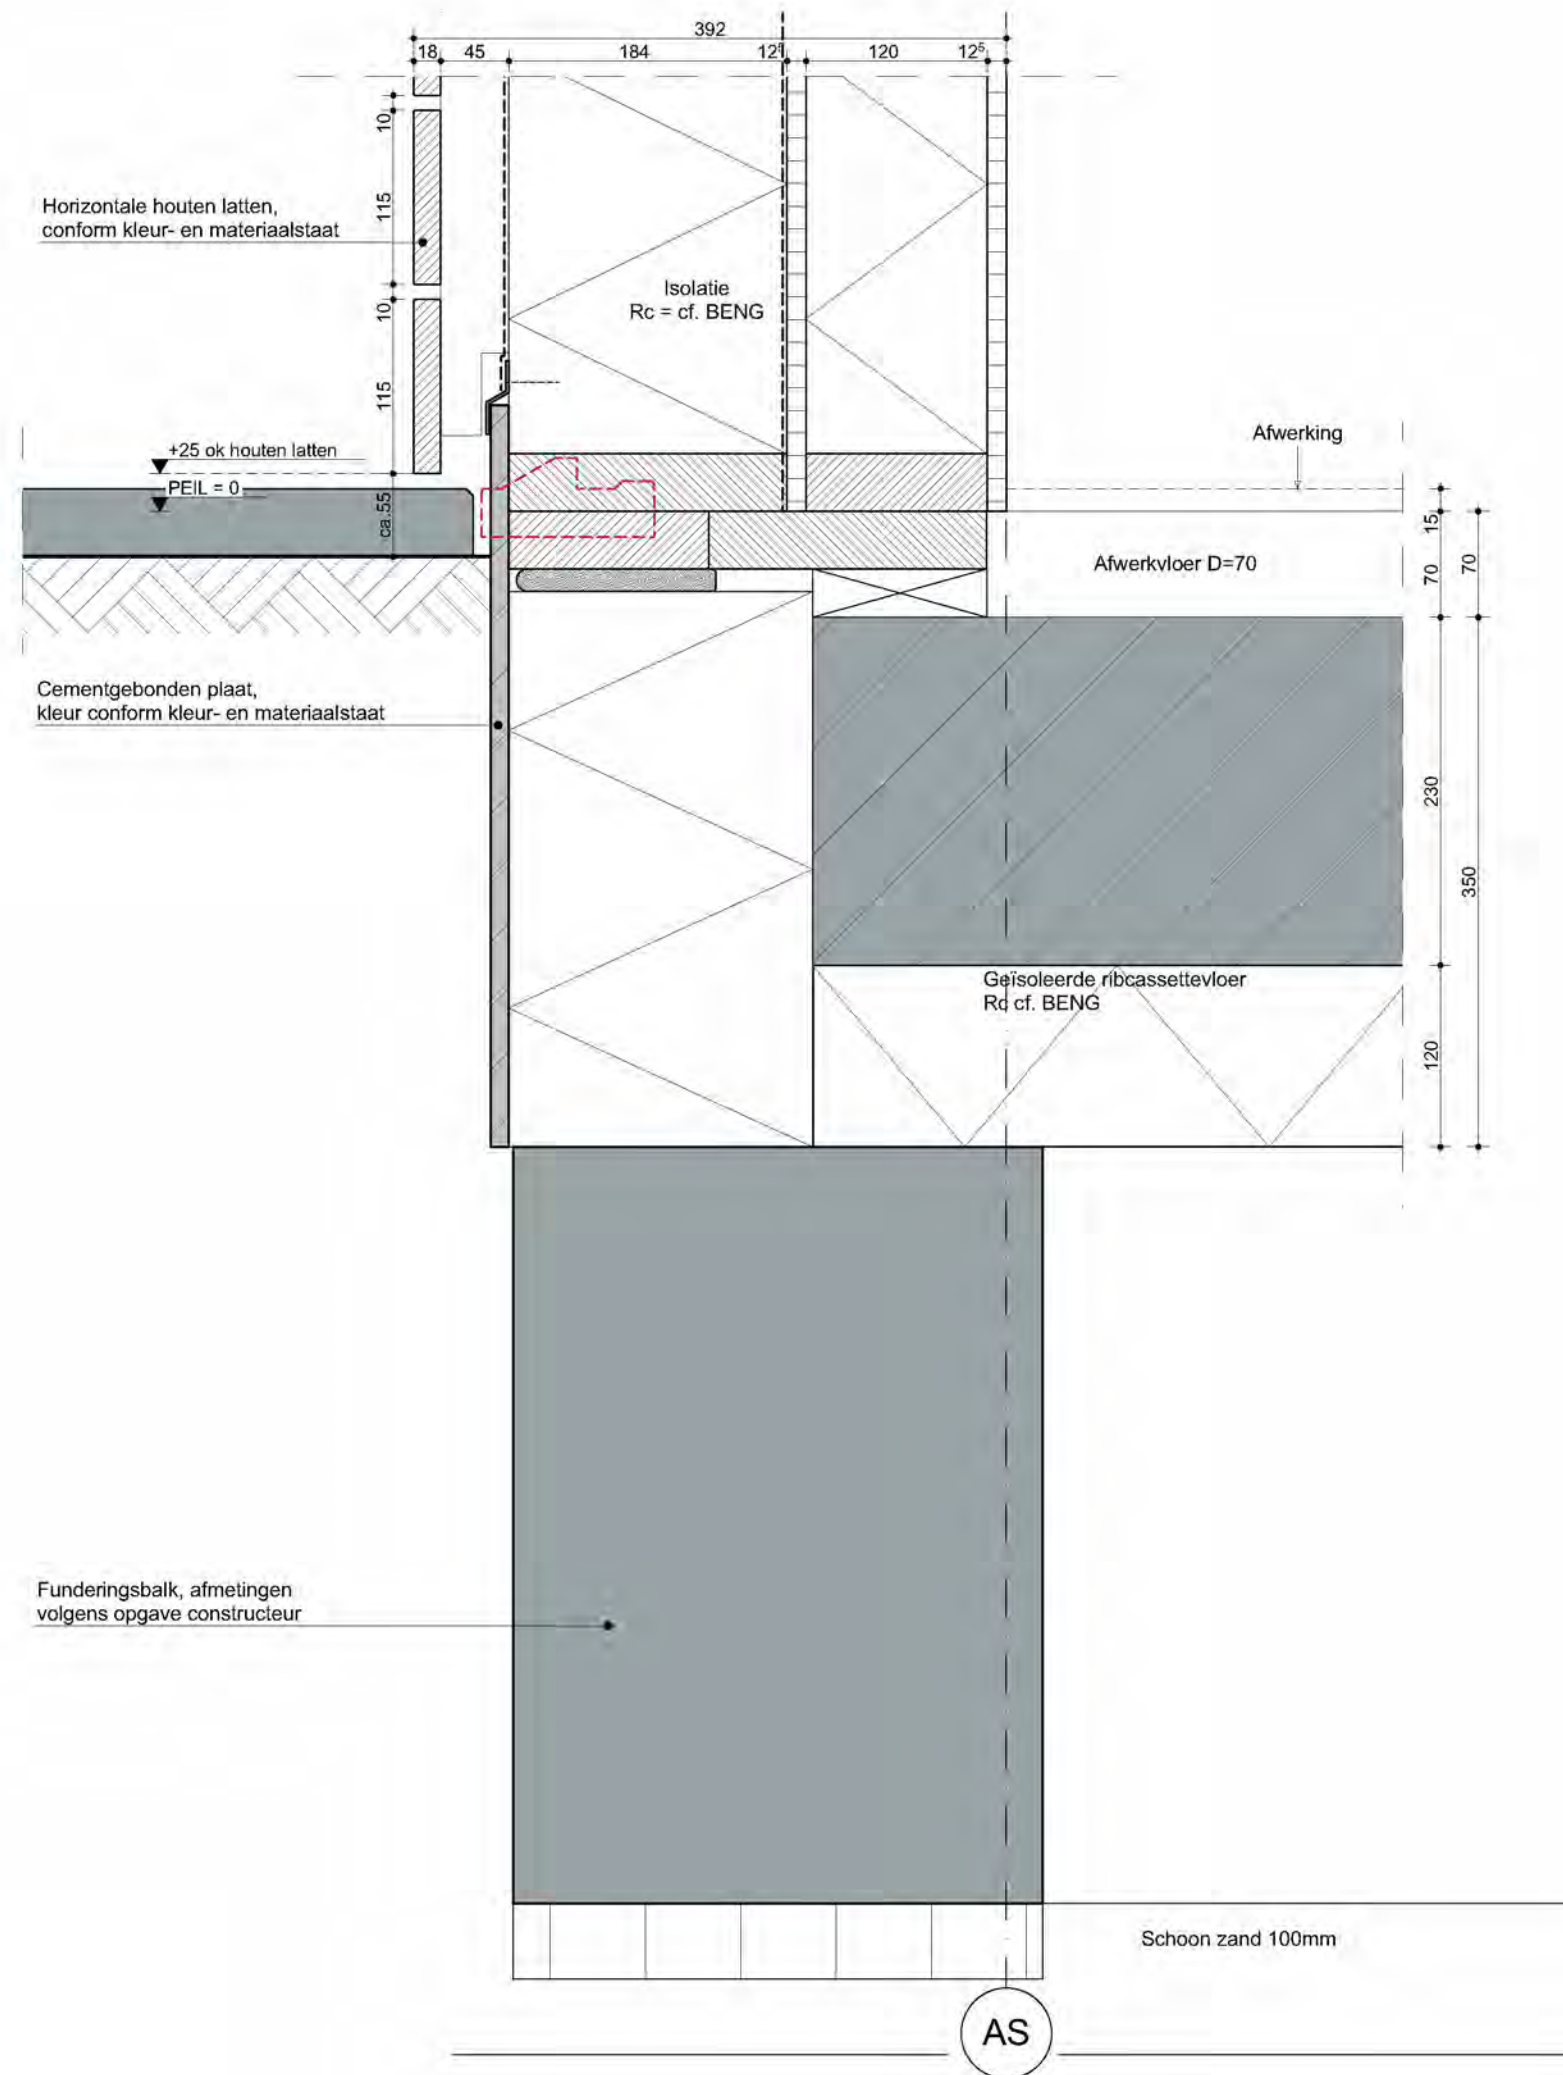 392
18 45 184 12⁵ 120 12⁵
10
115
Horizontale houten latten,
conform kleur- en materiaalstaat
Isolatie
Rc = cf. BENG
10
115
Afwerking
+25 ok houten latten
PEIL = 0
ca.55
15
70
70
Afwerkvloer D=70
Cementgebonden plaat,
kleur conform kleur- en materiaalstaat
230
350
Geïsoleerde ribcassettevloer
Rc cf. BENG
120
Funderingsbalk, afmetingen
volgens opgave constructeur
Schoon zand 100mm
AS